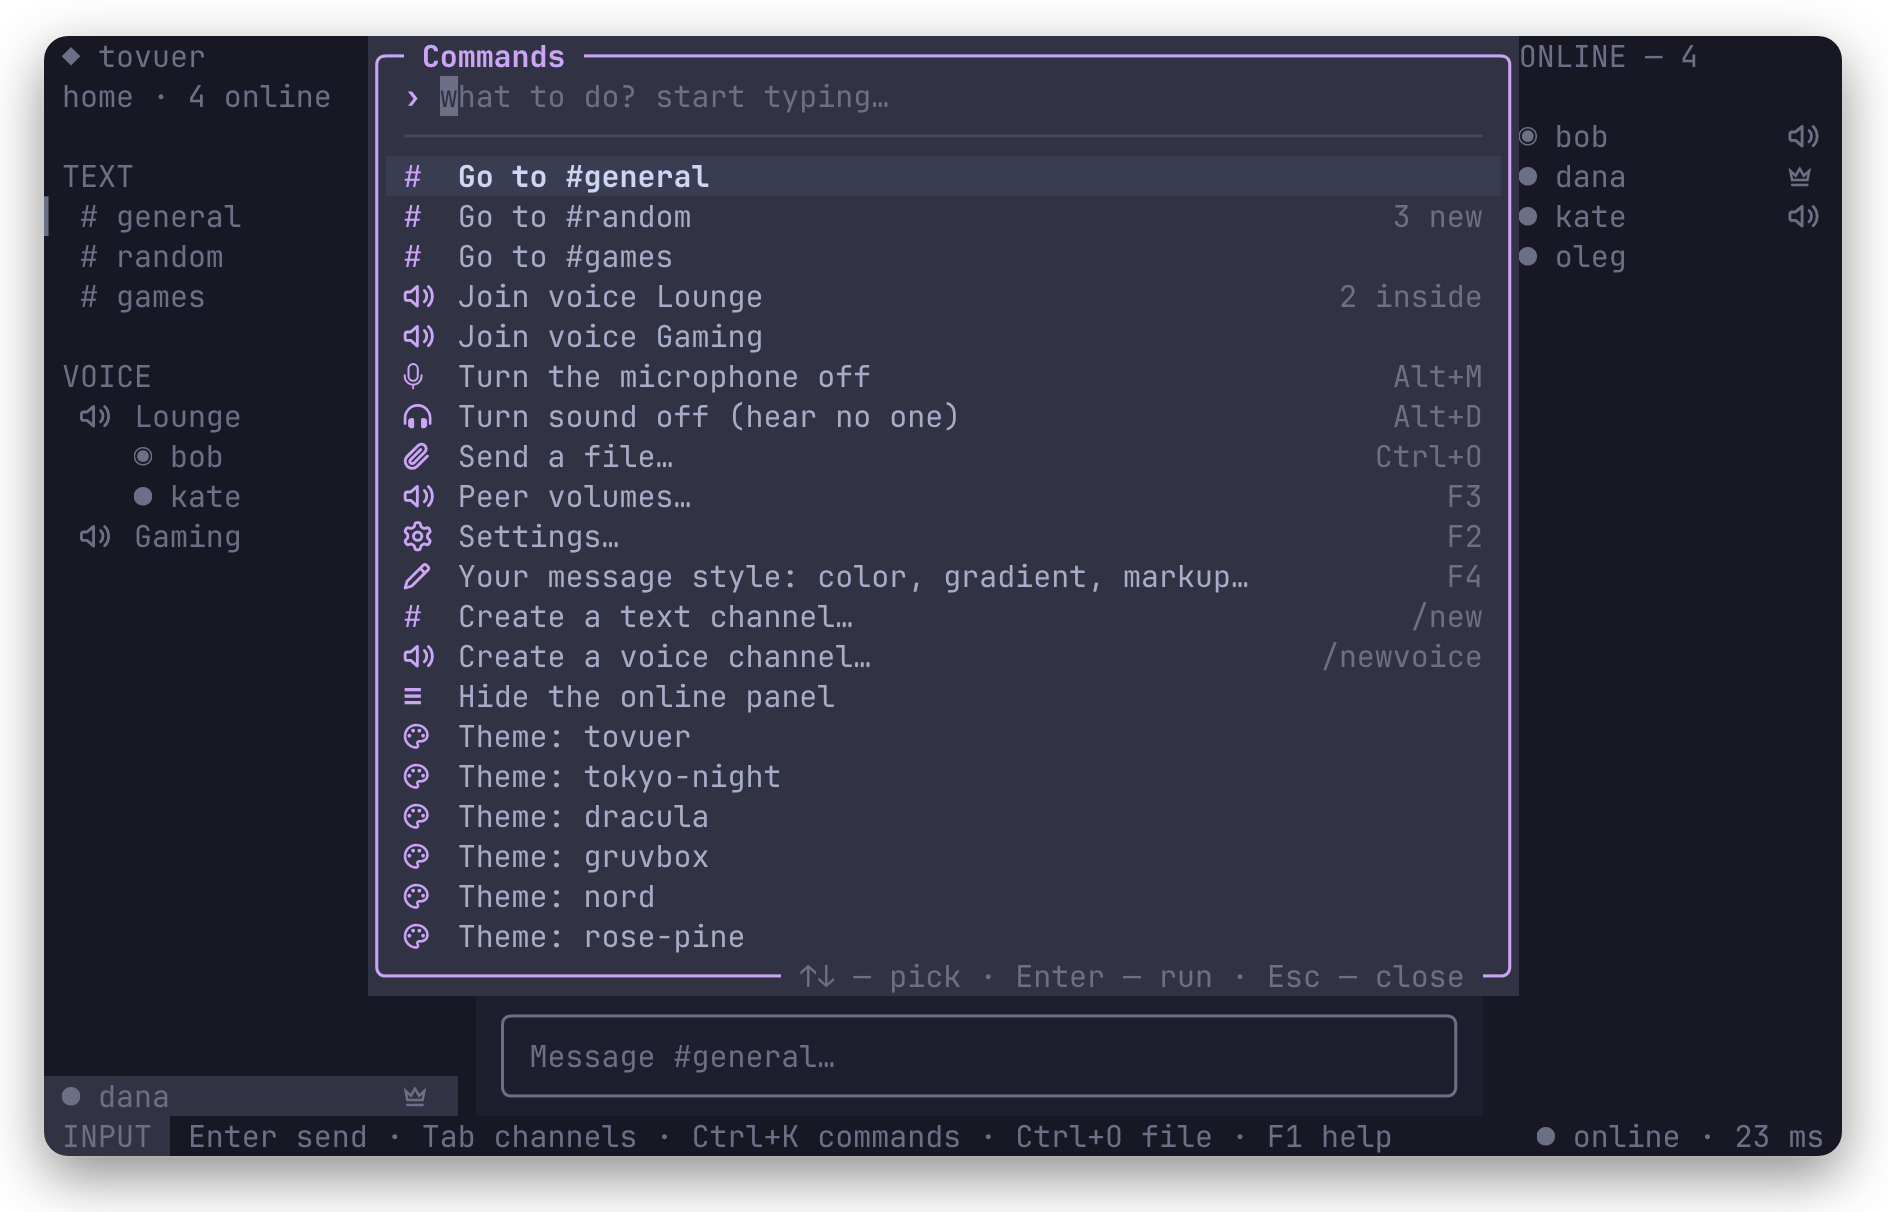 ◆ tovuer
home · 4 online
TEXT
# general
# random
# games
VOICE
Lounge
◉ bob
● kate
Gaming
● dana
Commands
› what to do? start typing…
# Go to #general
# Go to #random 3 new
# Go to #games
Join voice Lounge 2 inside
Join voice Gaming
Turn the microphone off Alt+M
Turn sound off (hear no one) Alt+D
Send a file… Ctrl+O
Peer volumes… F3
Settings… F2
Your message style: color, gradient, markup… F4
# Create a text channel… /new
Create a voice channel… /newvoice
≡ Hide the online panel
Theme: tovuer
Theme: tokyo-night
Theme: dracula
Theme: gruvbox
Theme: nord
Theme: rose-pine
↑↓ — pick · Enter — run · Esc — close
Message #general…
ONLINE — 4
◉ bob
● dana
● kate
● oleg
INPUT Enter send · Tab channels · Ctrl+K commands · Ctrl+O file · F1 help ● online · 23 ms